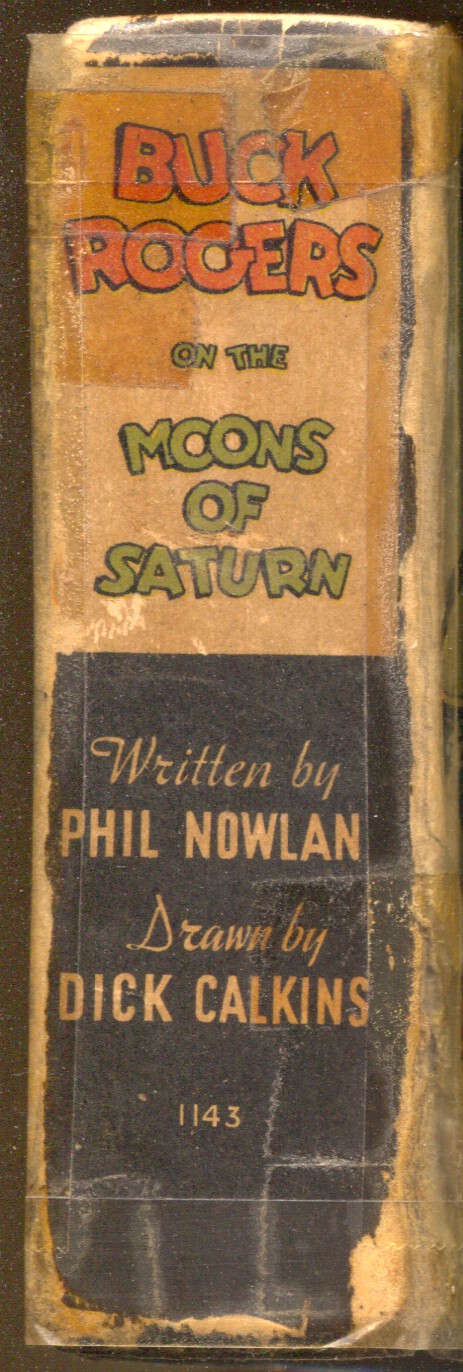 BUCK
ROGERS
ON THE
MOONS
OF
SATURN
Written by
PHIL NOWLAN
Drawn by
DICK CALKINS
1143